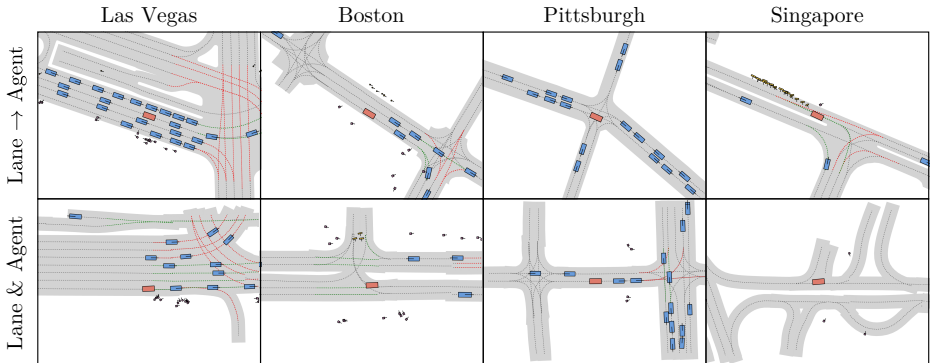 Las Vegas
Boston
Pittsburgh
Singapore
Lane → Agent
Lane & Agent